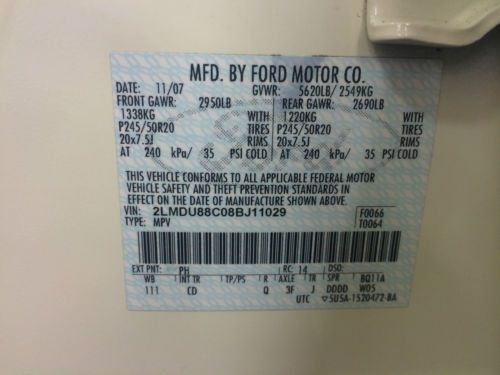 MFD. BY FORD MOTOR CO.
DATE: 11/07 GVWR: 5620LB/ 2549KG
FRONT GAWR: 2950LB REAR GAWR: 2690LB
1338KG WITH 1220KG WITH
P245/50R20 TIRES P245/50R20 TIRES
20x7.5J RIMS 20x7.5J RIMS
AT 240 kPa/ 35 PSI COLD AT 240 kPa/ 35 PSI COLD
THIS VEHICLE CONFORMS TO ALL APPLICABLE FEDERAL MOTOR
VEHICLE SAFETY AND THEFT PREVENTION STANDARDS IN
EFFECT ON THE DATE OF MANUFACTURE SHOWN ABOVE.
VIN: 2LMDU88C08BJ11029 F0066
TYPE: MPV T0064
EXT PNT: PH RC: 14 DSO:
WB INT TR TP/PS R AXLE TR SPR BQ11A
111 CD Q 3F J DDDD W05
UTC 5U5A-1520472-BA